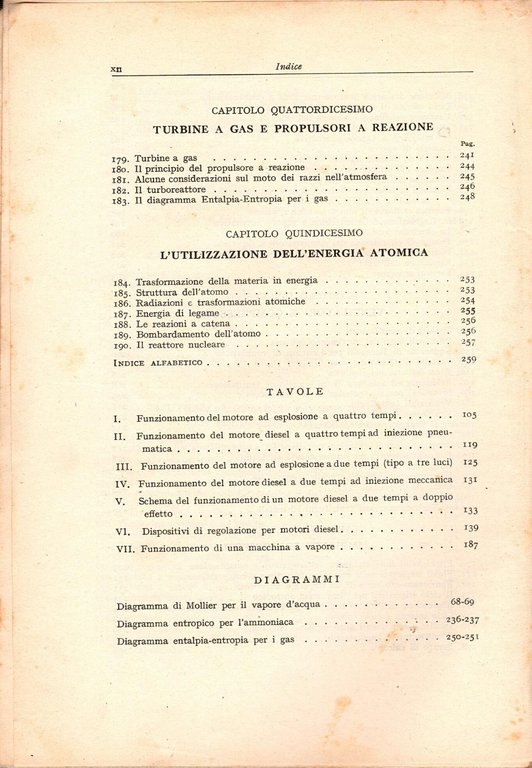 XII Indice
CAPITOLO QUATTORDICESIMO
TURBINE A GAS E PROPULSORI A REAZIONE
Pag.
179. Turbine a gas . . . . . . . . . . . . . . . . . . . . 241
180. Il principio del propulsore a reazione . . . . . . . . . . . . 244
181. Alcune considerazioni sul moto dei razzi nell'atmosfera . . . . . . 245
182. Il turboreattore . . . . . . . . . . . . . . . . . . . . 246
183. Il diagramma Entalpia-Entropia per i gas . . . . . . . . . . 248
CAPITOLO QUINDICESIMO
L'UTILIZZAZIONE DELL'ENERGIA ATOMICA
184. Trasformazione della materia in energia . . . . . . . . . . . 253
185. Struttura dell'atomo . . . . . . . . . . . . . . . . . . 253
186. Radiazioni e trasformazioni atomiche . . . . . . . . . . . . 254
187. Energia di legame . . . . . . . . . . . . . . . . . . . 255
188. Le reazioni a catena . . . . . . . . . . . . . . . . . . 256
189. Bombardamento dell'atomo . . . . . . . . . . . . . . . 256
190. Il reattore nucleare . . . . . . . . . . . . . . . . . . 257
INDICE ALFABETICO . . . . . . . . . . . . . . . . . . . . 259
TAVOLE
I. Funzionamento del motore ad esplosione a quattro tempi . . . . . . 105
II. Funzionamento del motore diesel a quattro tempi ad iniezione pneu-
matica . . . . . . . . . . . . . . . . . . . . . . . 119
III. Funzionamento del motore ad esplosione a due tempi (tipo a tre luci) 125
IV. Funzionamento del motore diesel a due tempi ad iniezione meccanica 131
V. Schema del funzionamento di un motore diesel a due tempi a doppio
effetto . . . . . . . . . . . . . . . . . . . . . . . 133
VI. Dispositivi di regolazione per motori diesel . . . . . . . . . . 139
VII. Funzionamento di una macchina a vapore . . . . . . . . . . 187
DIAGRAMMI
Diagramma di Mollier per il vapore d'acqua . . . . . . . . . . 68-69
Diagramma entropico per l'ammoniaca . . . . . . . . . . . . 236-237
Diagramma entalpia-entropia per i gas . . . . . . . . . . . . 250-251